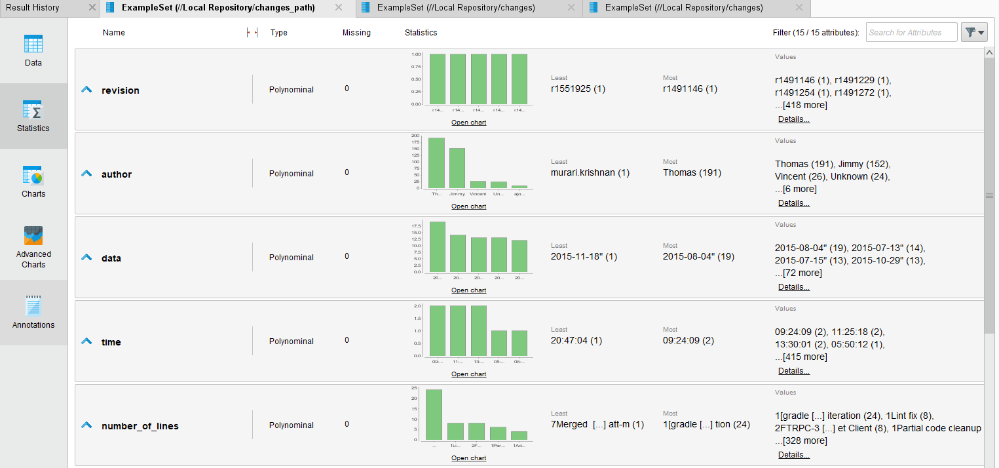 Result History
ExampleSet (//Local Repository/changes_path)
ExampleSet (//Local Repository/changes)
ExampleSet (//Local Repository/changes)
Data
Statistics
Charts
Advanced
Charts
Annotations
Name
Type
Missing
Statistics
Filter (15 / 15 attributes):
Search for Attributes
revision
Polynominal
0
1.00
0.75
0.50
0.25
0.00
r14... r14... r14... r14... r14...
Open chart
Least
r1551925 (1)
Most
r1491146 (1)
Values
r1491146 (1), r1491229 (1),
r1491254 (1), r1491272 (1),
...[418 more]
Details...
author
Polynominal
0
200
175
150
125
100
75
50
25
0
Th... Jimmy Vincent Un... ajo...
Open chart
Least
murari.krishnan (1)
Most
Thomas (191)
Values
Thomas (191), Jimmy (152),
Vincent (26), Unknown (24),
...[6 more]
Details...
data
Polynominal
0
17.5
15.0
12.5
10.0
7.5
5.0
2.5
0.0
20... 20... 20... 20... 20...
Open chart
Least
2015-11-18" (1)
Most
2015-08-04" (19)
Values
2015-08-04" (19), 2015-07-13" (14),
2015-07-15" (13), 2015-10-29" (13),
...[72 more]
Details...
time
Polynominal
0
2.0
1.5
1.0
0.5
0.0
09:... 11:... 13:... 05:... 06:...
Open chart
Least
20:47:04 (1)
Most
09:24:09 (2)
Values
09:24:09 (2), 11:25:18 (2),
13:30:01 (2), 05:50:12 (1),
...[415 more]
Details...
number_of_lines
Polynominal
0
25
20
15
10
5
0
... 1Li... 2F... 1Par... 1Ad...
Open chart
Least
7Merged [...] att-m (1)
Most
1[gradle [...] tion (24)
Values
1[gradle [...] iteration (24), 1Lint fix (8),
2FTRPC-3 [...] et Client (8), 1Partial code cleanup
...[328 more]
Details...